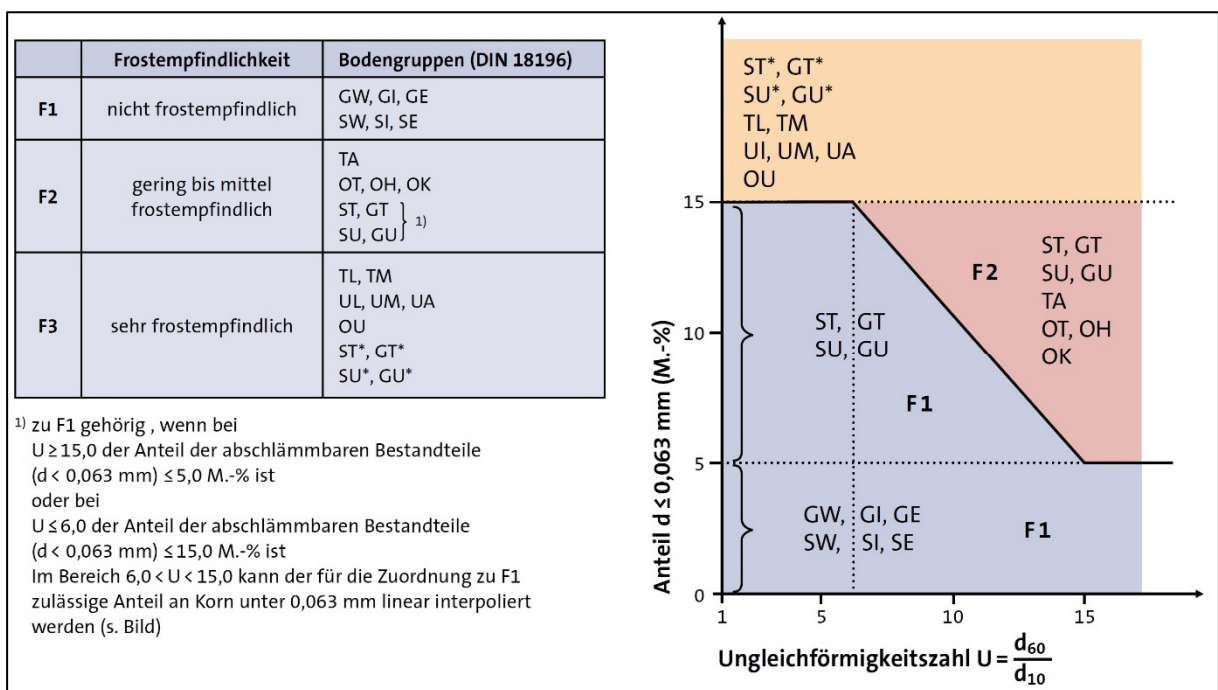 Frostempfindlichkeit Bodengruppen (DIN 18196)
F1 nicht frostempfindlich
GW, GI, GE
SW, SI, SE
F2 gering bis mittel
frostempfindlich
TA
OT, OH, OK
ST, GT
SU, GU
1)
F3 sehr frostempfindlich
TL, TM
UL, UM, UA
OU
ST*, GT*
SU*, GU*
1) zu F1 gehörig , wenn bei
U ≥ 15,0 der Anteil der abschlämmbaren Bestandteile
(d < 0,063 mm) ≤ 5,0 M.-% ist
oder bei
U ≤ 6,0 der Anteil der abschlämmbaren Bestandteile
(d < 0,063 mm) ≤ 15,0 M.-% ist
Im Bereich 6,0 < U < 15,0 kann der für die Zuordnung zu F1
zulässige Anteil an Korn unter 0,063 mm linear interpoliert
werden (s. Bild)
ST*, GT*
SU*, GU*
TL, TM
Ul, UM, UA
OU
F2
ST, GT
SU, GU
TA
OT, OH
OK
ST, GT
SU, GU
F1
GW, GI, GE
SW, SI, SE
F1
15
10
5
0
1 5 10 15
Anteil d ≤ 0,063 mm (M.-%)
Ungleichförmigkeitszahl U = d60
d10